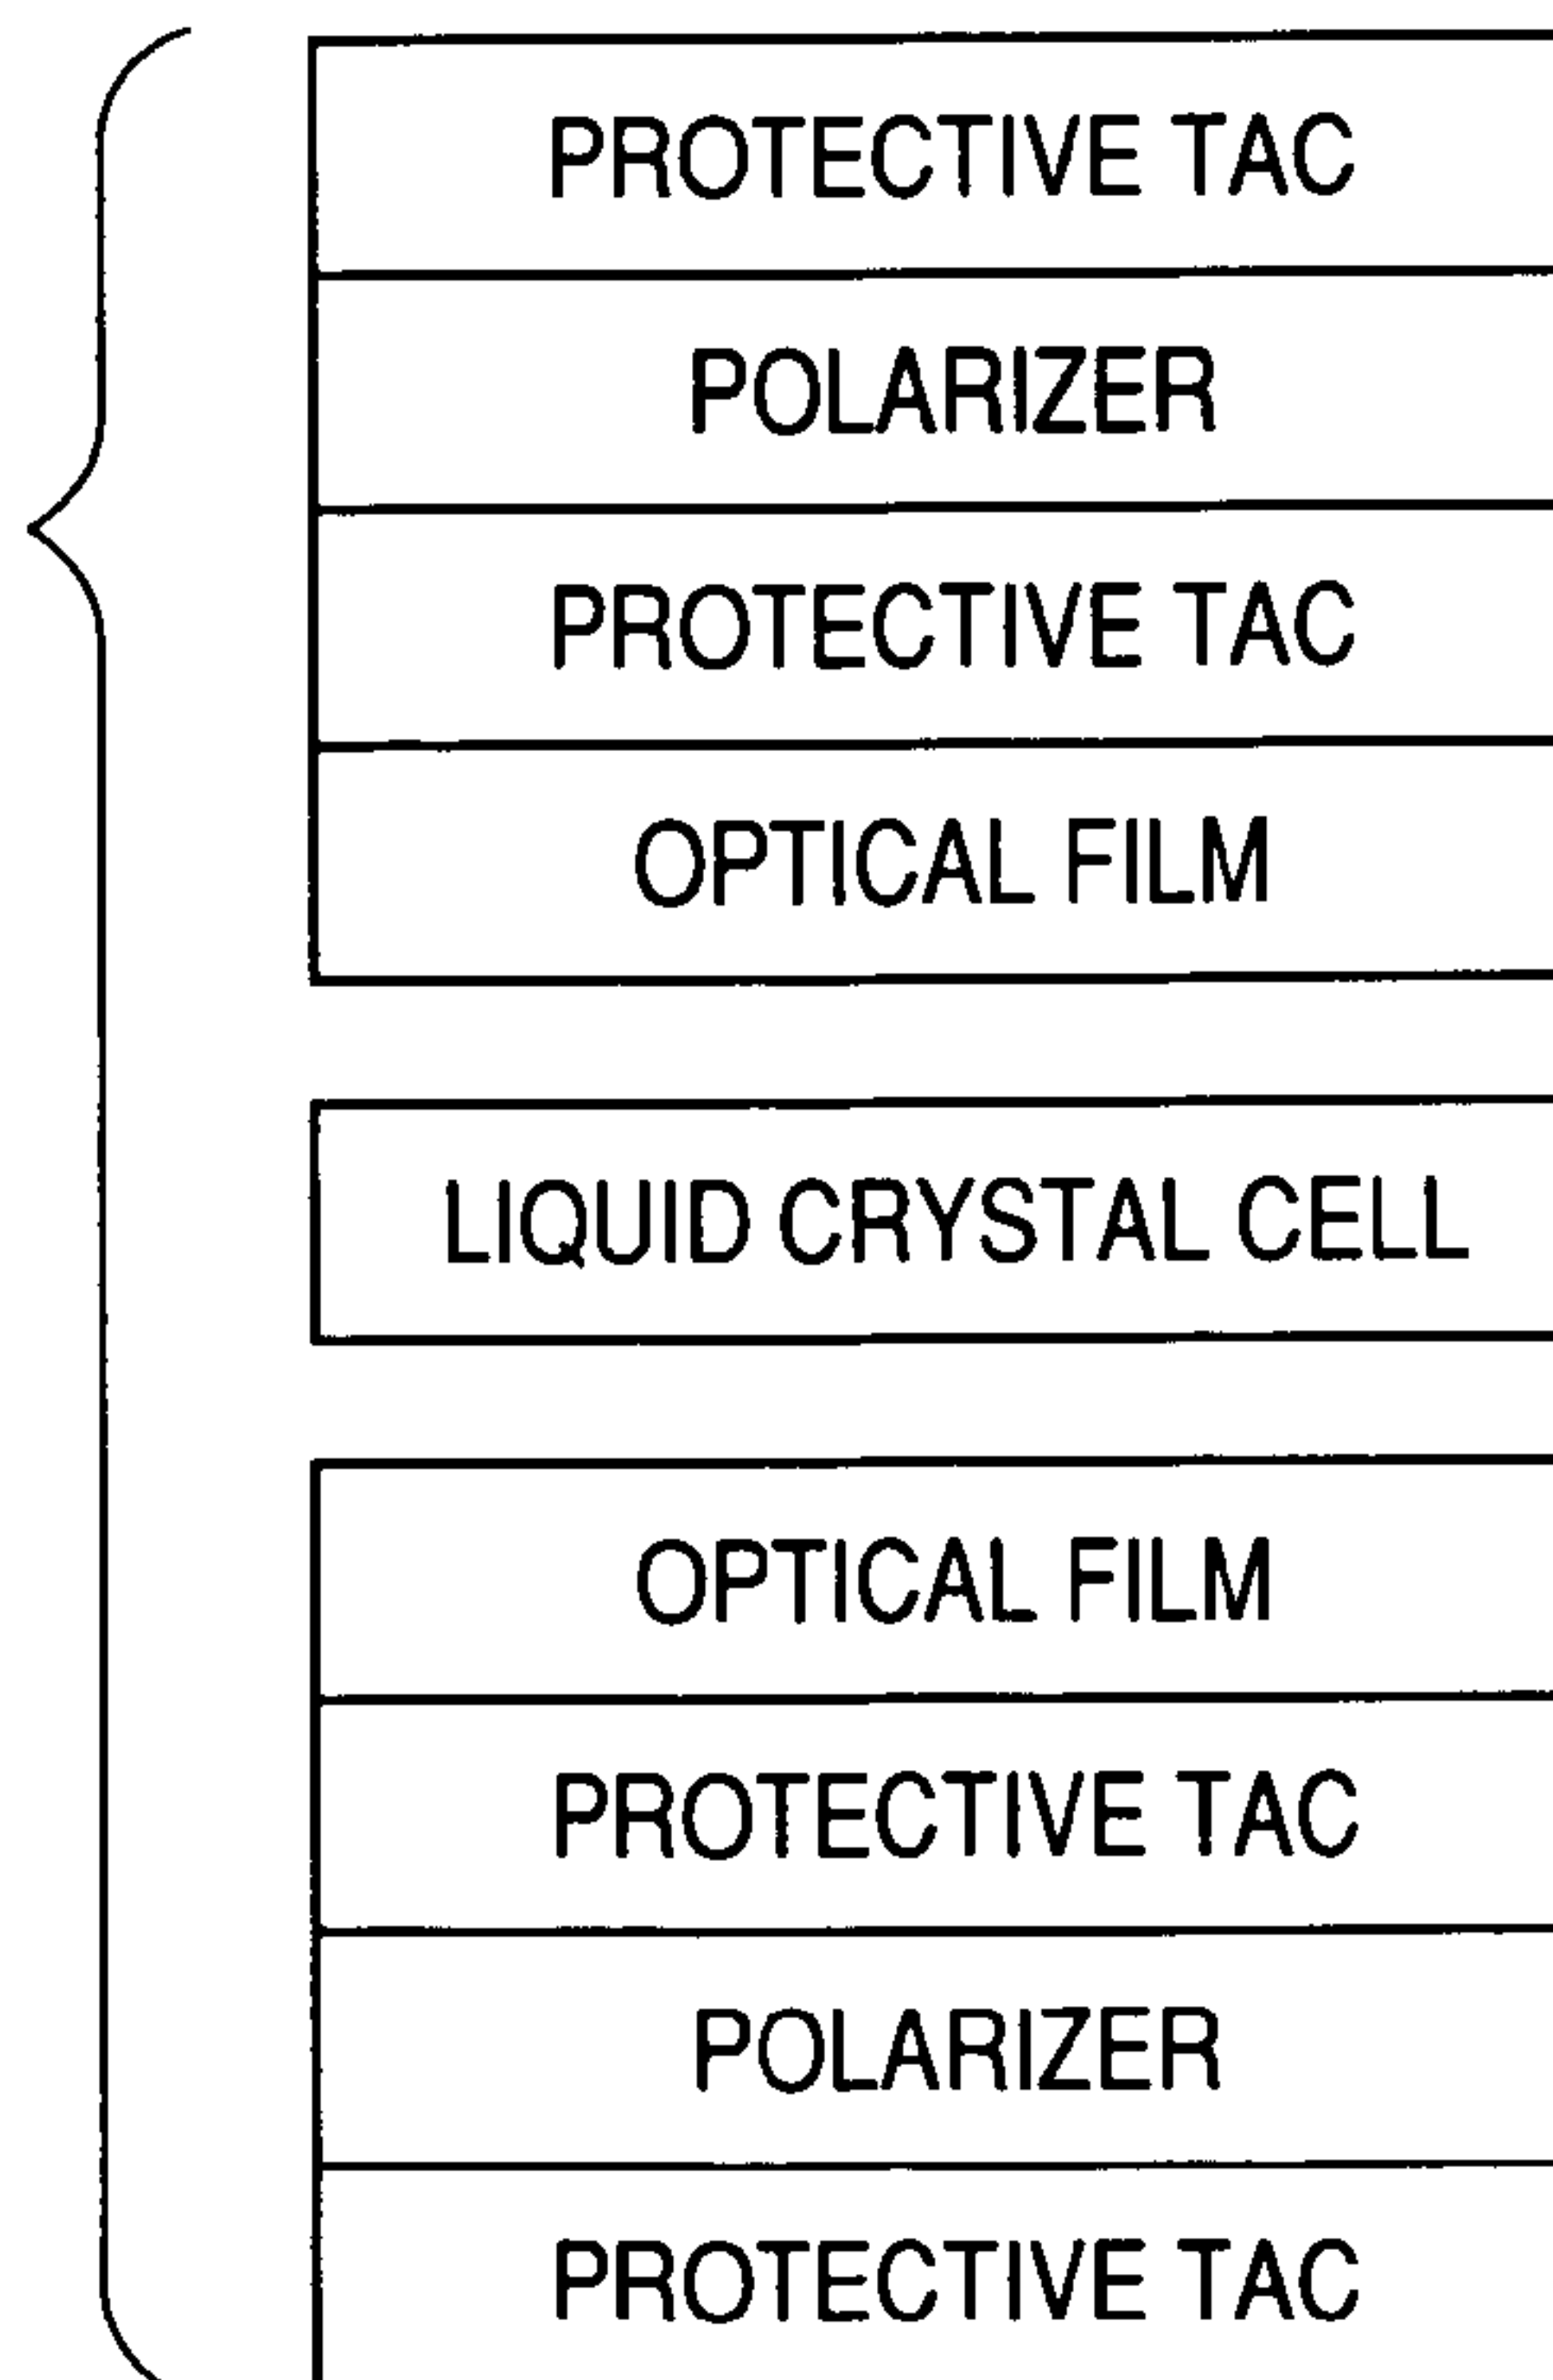 PROTECTIVE TAC
POLARIZER
PROTECTIVE TAC
OPTICAL FILM
LIQUID CRYSTAL CELL
OPTICAL FILM
PROTECTIVE TAC
POLARIZER
PROTECTIVE TAC